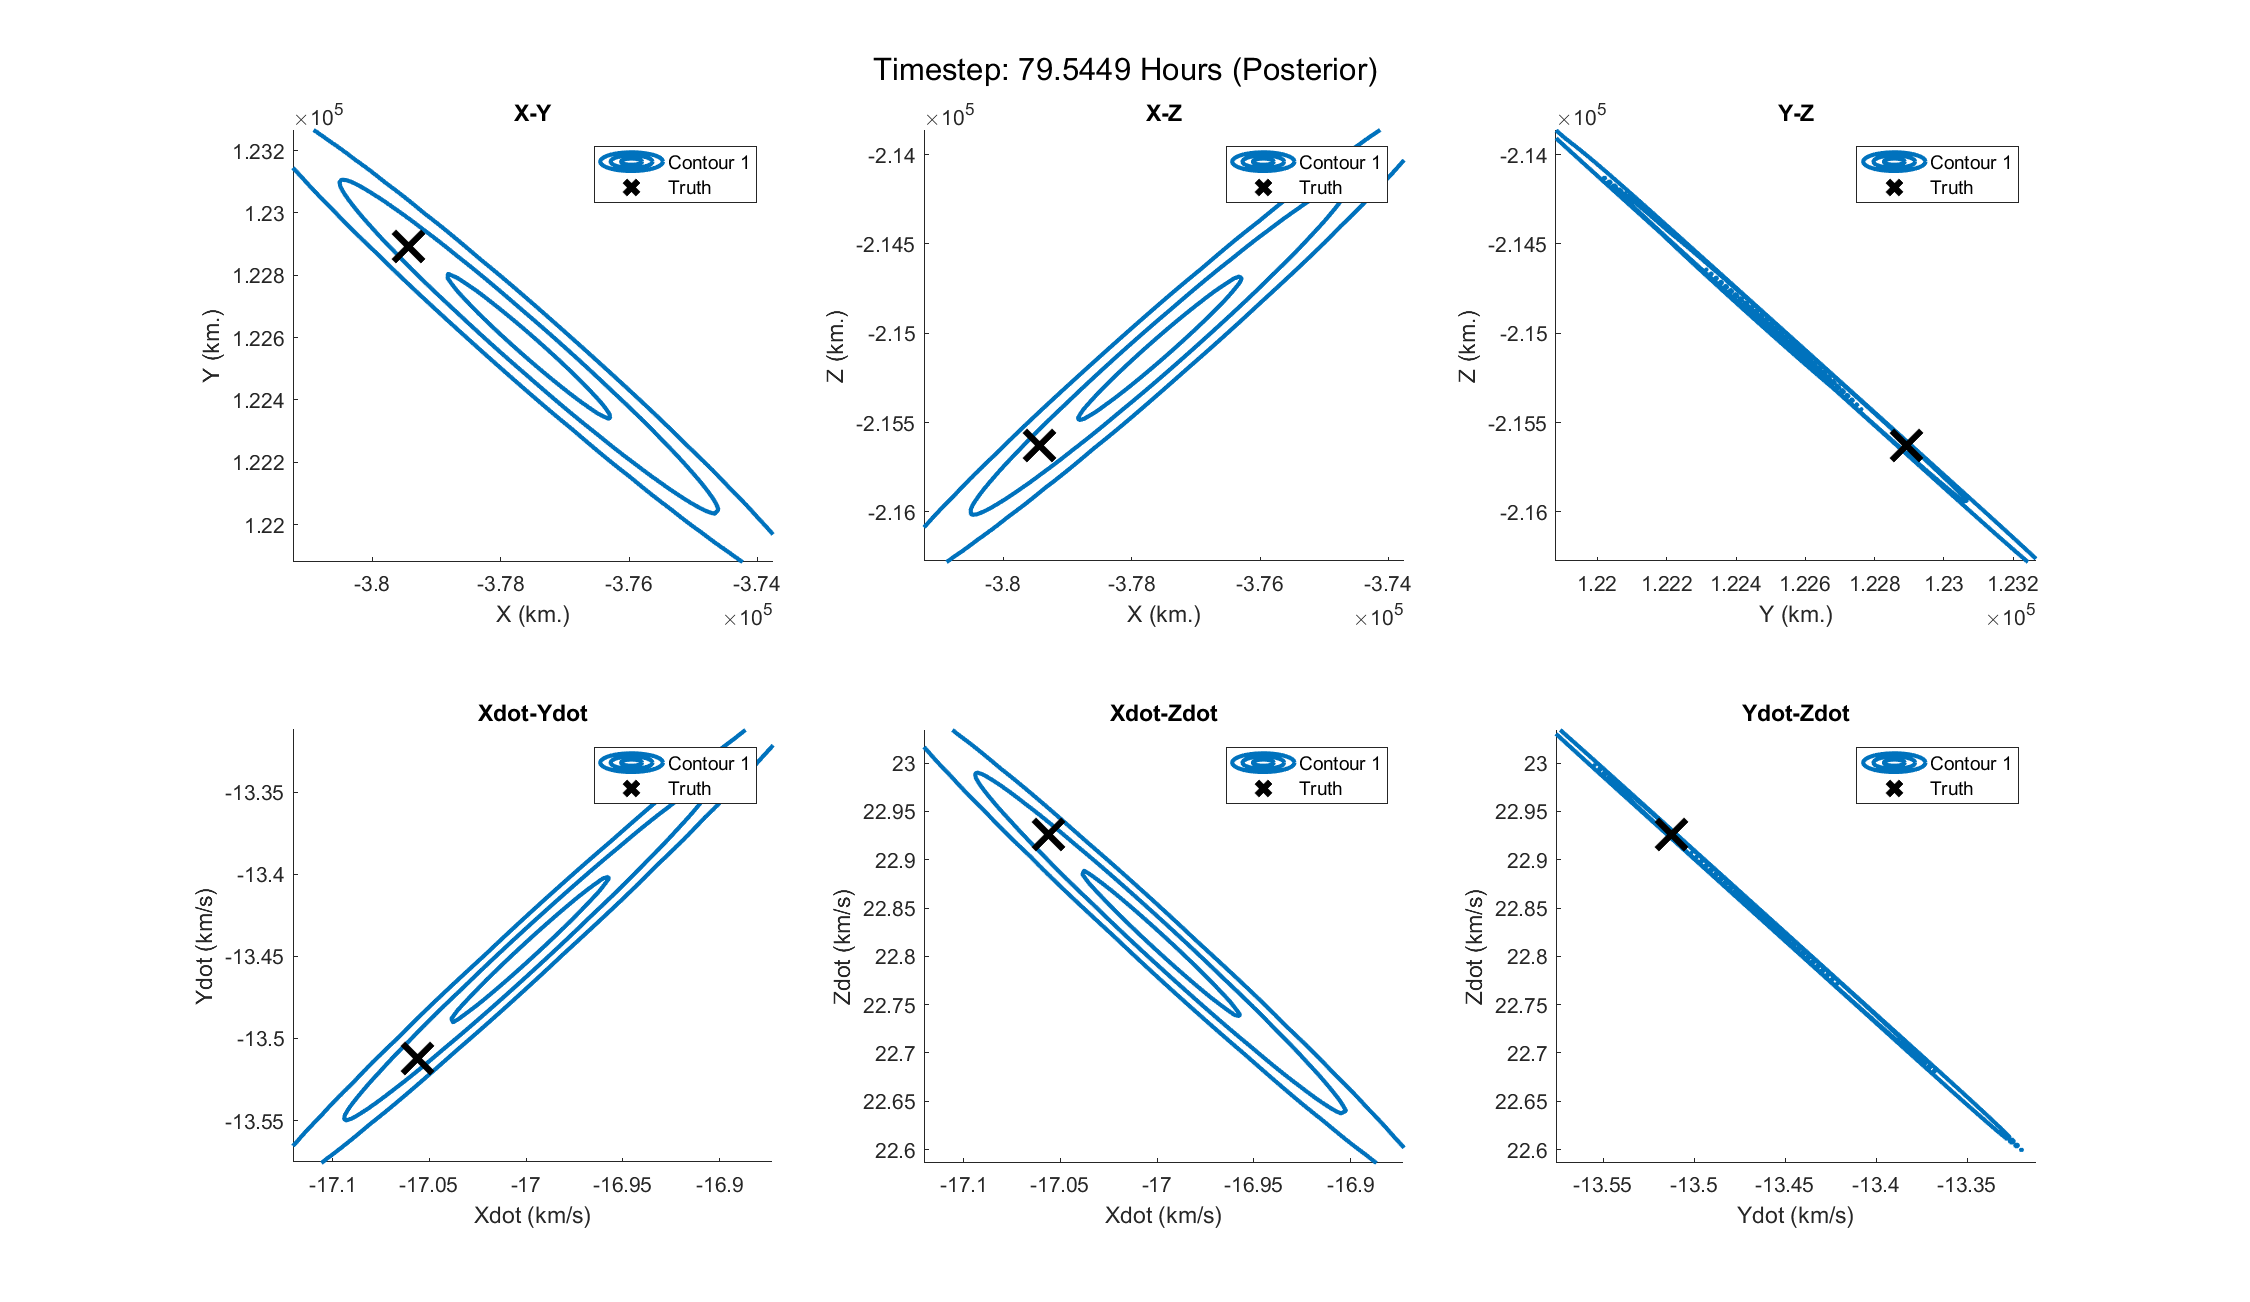 Timestep: 79.5449 Hours (Posterior)
X-Y
×10^5
1.232
1.23
1.228
1.226
1.224
1.222
1.22
Y (km.)
-3.8
-3.78
-3.76
-3.74
X (km.)
×10^5
Contour 1
Truth
X-Z
×10^5
-2.14
-2.145
-2.15
-2.155
-2.16
Z (km.)
-3.8
-3.78
-3.76
-3.74
X (km.)
×10^5
Contour 1
Truth
Y-Z
×10^5
-2.14
-2.145
-2.15
-2.155
-2.16
Z (km.)
1.22
1.222
1.224
1.226
1.228
1.23
1.232
Y (km.)
×10^5
Contour 1
Truth
Xdot-Ydot
-13.35
-13.4
-13.45
-13.5
-13.55
Ydot (km/s)
-17.1
-17.05
-17
-16.95
-16.9
Xdot (km/s)
Contour 1
Truth
Xdot-Zdot
23
22.95
22.9
22.85
22.8
22.75
22.7
22.65
22.6
Zdot (km/s)
-17.1
-17.05
-17
-16.95
-16.9
Xdot (km/s)
Contour 1
Truth
Ydot-Zdot
23
22.95
22.9
22.85
22.8
22.75
22.7
22.65
22.6
Zdot (km/s)
-13.55
-13.5
-13.45
-13.4
-13.35
Ydot (km/s)
Contour 1
Truth